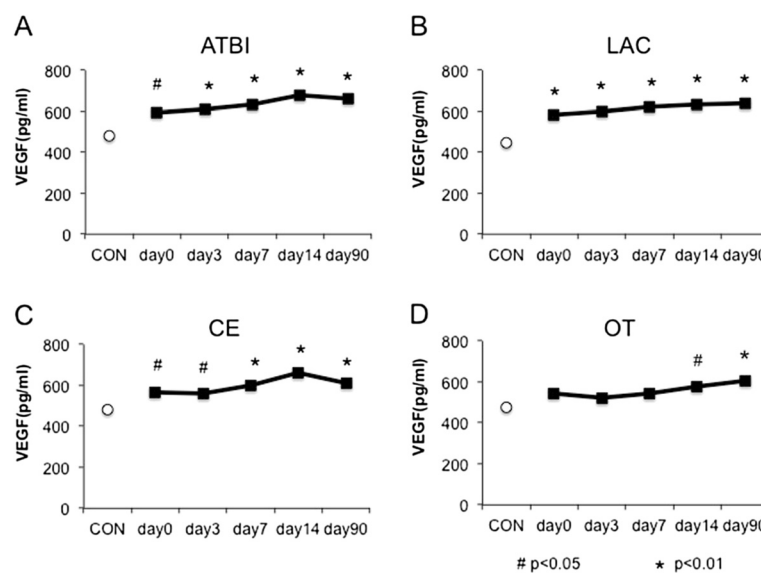 A
ATBI
VEGF(pg/ml)
800
600
400
200
0
#
*
*
*
*
CON day0 day3 day7 day14 day90
B
LAC
VEGF(pg/ml)
800
600
400
200
0
*
*
*
*
*
CON day0 day3 day7 day14 day90
C
CE
VEGF(pg/ml)
800
600
400
200
0
#
#
*
*
*
CON day0 day3 day7 day14 day90
D
OT
VEGF(pg/ml)
800
600
400
200
0
#
*
CON day0 day3 day7 day14 day90
# p<0.05
* p<0.01